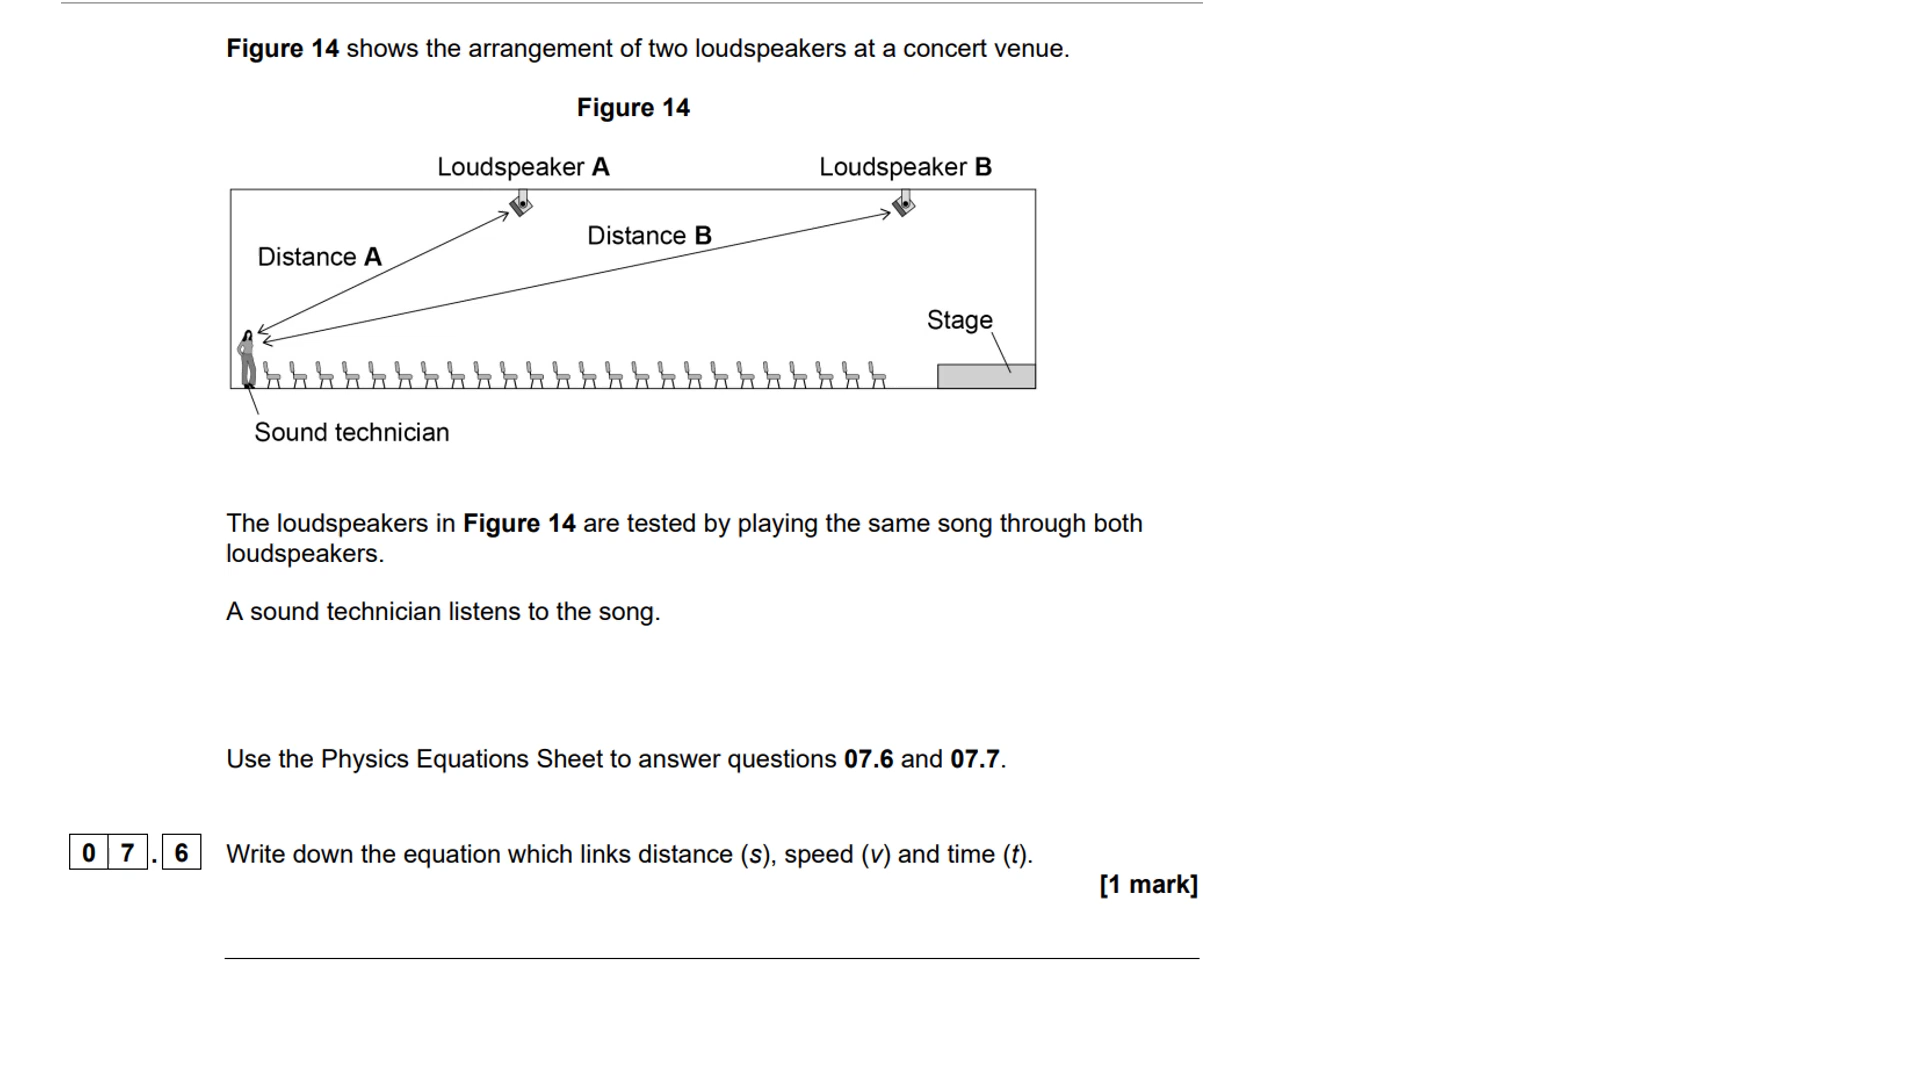 Figure 14 shows the arrangement of two loudspeakers at a concert venue.
Figure 14
Loudspeaker A
Loudspeaker B
Distance B
Distance A
Stage
Sound technician
The loudspeakers in Figure 14 are tested by playing the same song through both
loudspeakers.
A sound technician listens to the song.
Use the Physics Equations Sheet to answer questions 07.6 and 07.7.
0 7 . 6 Write down the equation which links distance (s), speed (v) and time (t).
[1 mark]